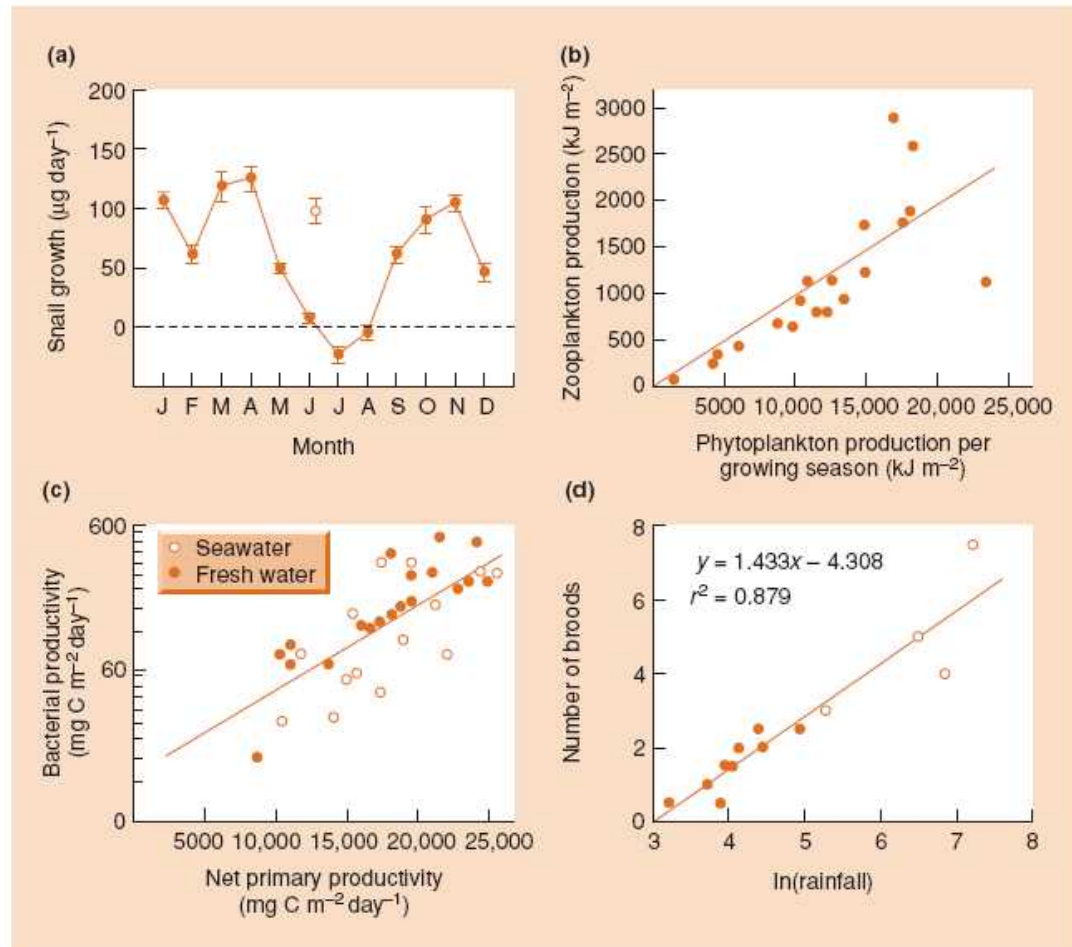 (a)
200
150
100
50
0
Snail growth (µg day–1)
J F M A M J J A S O N D
Month
(b)
3000
2500
2000
1500
1000
500
0
Zooplankton production (kJ m–2)
5000 10,000 15,000 20,000 25,000
Phytoplankton production per
growing season (kJ m–2)
(c)
600
60
0
Bacterial productivity
(mg C m–2 day–1)
Seawater
Fresh water
5000 10,000 15,000 20,000 25,000
Net primary productivity
(mg C m–2 day–1)
(d)
8
6
4
2
0
Number of broods
y = 1.433x – 4.308
r2 = 0.879
3 4 5 6 7 8
ln(rainfall)